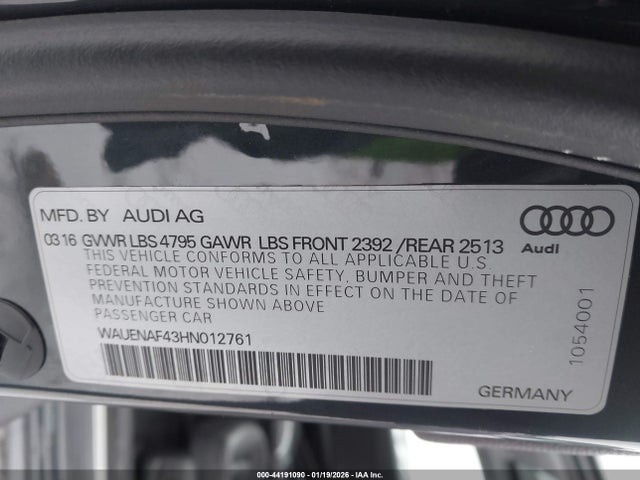 MFD. BY AUDI AG
03 16 GVWR LBS 4795 GAWR LBS FRONT 2392 /REAR 2513
THIS VEHICLE CONFORMS TO ALL APPLICABLE U.S.
FEDERAL MOTOR VEHICLE SAFETY, BUMPER AND THEFT
PREVENTION STANDARDS IN EFFECT ON THE DATE OF
MANUFACTURE SHOWN ABOVE
PASSENGER CAR
WAUENAF43HN012761
Audi
1054001
GERMANY
000-44191090 - 01/19/2026 - IAA Inc.